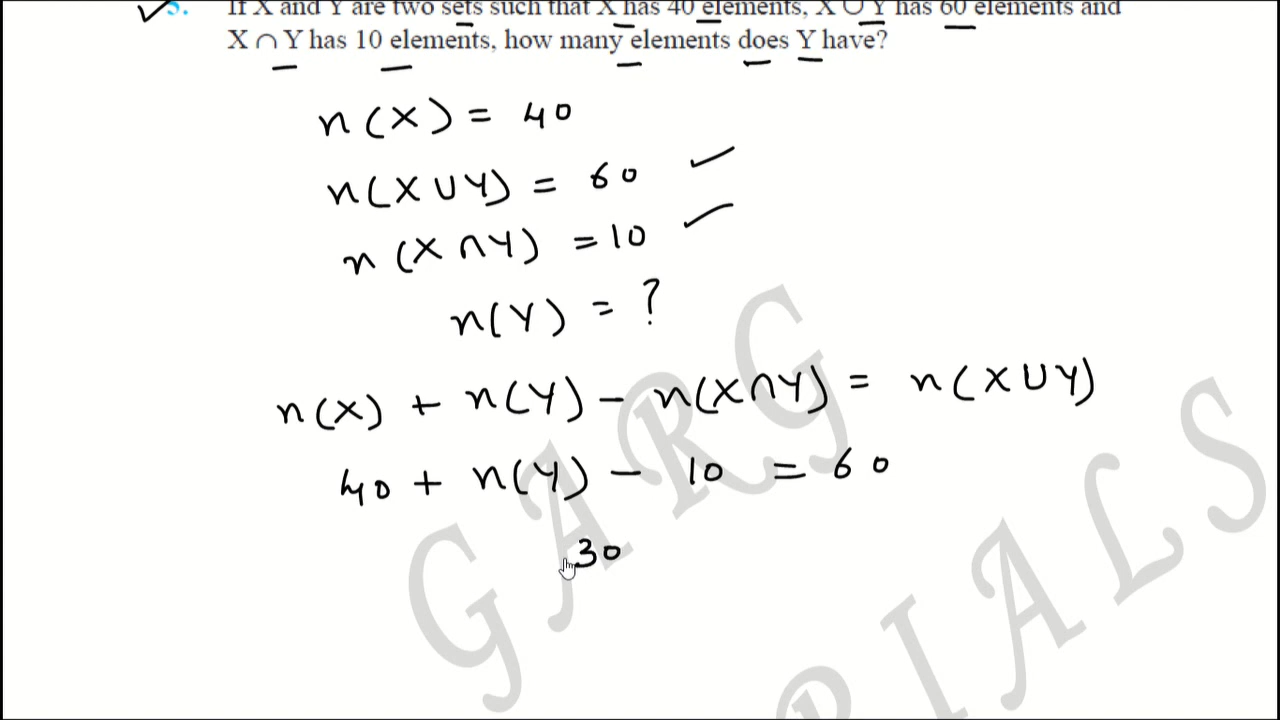 5. If X and Y are two sets such that X has 40 elements, X ∪ Y has 60 elements and
X ∩ Y has 10 elements, how many elements does Y have?
n(X) = 40
n(X∪Y) = 60
n(X∩Y) = 10
n(Y) = ?
n(X) + n(Y) - n(X∩Y) = n(X∪Y)
40 + n(Y) - 10 = 60
30
GARG
RIALS